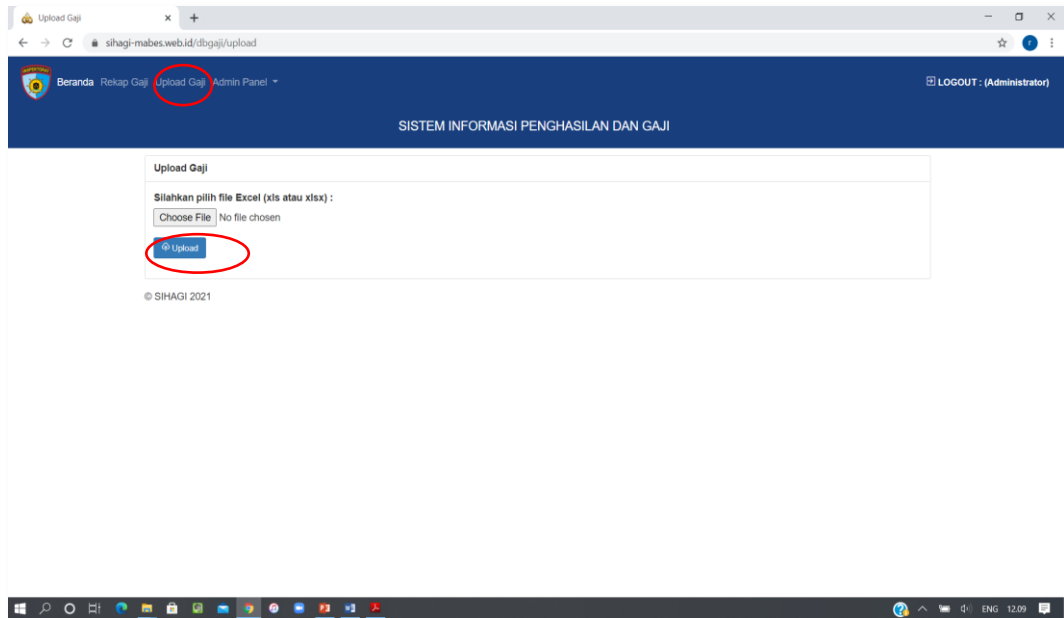 Upload Gaji
sihagi-mabes.web.id/dbgaji/upload
r
Beranda Rekap Gaji Upload Gaji Admin Panel
LOGOUT : (Administrator)
SISTEM INFORMASI PENGHASILAN DAN GAJI
Upload Gaji
Silahkan pilih file Excel (xls atau xlsx) :
Choose File No file chosen
Upload
© SIHAGI 2021
ENG 12.09